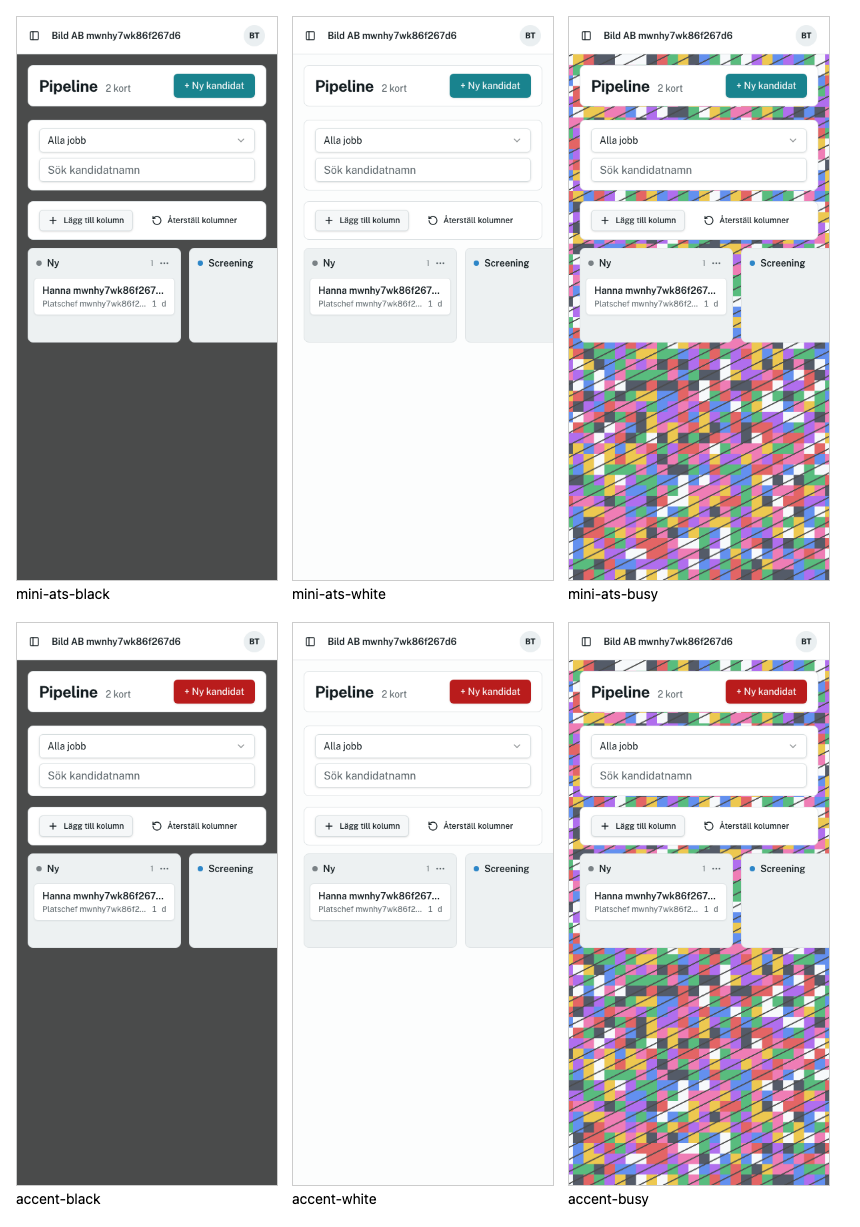 Bild AB mwnhy7wk86f267d6 BT
Pipeline 2 kort + Ny kandidat
Alla jobb
Sök kandidatnamn
Lägg till kolumn Återställ kolumner
Ny 1 ... Screening
Hanna mwnhy7wk86f267...
Platschef mwnhy7wk86f2... 1 d
mini-ats-black
Bild AB mwnhy7wk86f267d6 BT
Pipeline 2 kort + Ny kandidat
Alla jobb
Sök kandidatnamn
Lägg till kolumn Återställ kolumner
Ny 1 ... Screening
Hanna mwnhy7wk86f267...
Platschef mwnhy7wk86f2... 1 d
mini-ats-white
Bild AB mwnhy7wk86f267d6 BT
Pipeline 2 kort + Ny kandidat
Alla jobb
Sök kandidatnamn
Lägg till kolumn Återställ kolumner
Ny 1 ... Screening
Hanna mwnhy7wk86f267...
Platschef mwnhy7wk86f2... 1 d
mini-ats-busy
Bild AB mwnhy7wk86f267d6 BT
Pipeline 2 kort + Ny kandidat
Alla jobb
Sök kandidatnamn
Lägg till kolumn Återställ kolumner
Ny 1 ... Screening
Hanna mwnhy7wk86f267...
Platschef mwnhy7wk86f2... 1 d
accent-black
Bild AB mwnhy7wk86f267d6 BT
Pipeline 2 kort + Ny kandidat
Alla jobb
Sök kandidatnamn
Lägg till kolumn Återställ kolumner
Ny 1 ... Screening
Hanna mwnhy7wk86f267...
Platschef mwnhy7wk86f2... 1 d
accent-white
Bild AB mwnhy7wk86f267d6 BT
Pipeline 2 kort + Ny kandidat
Alla jobb
Sök kandidatnamn
Lägg till kolumn Återställ kolumner
Ny 1 ... Screening
Hanna mwnhy7wk86f267...
Platschef mwnhy7wk86f2... 1 d
accent-busy